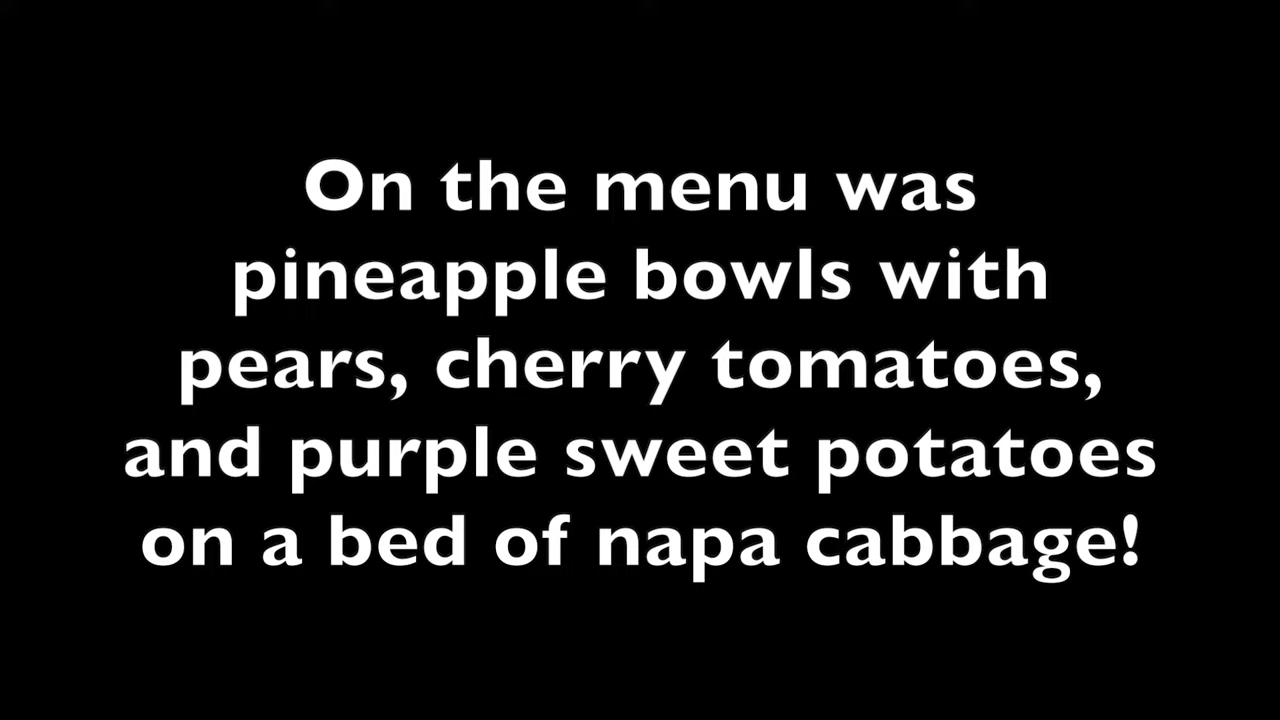 On the menu was
pineapple bowls with
pears, cherry tomatoes,
and purple sweet potatoes
on a bed of napa cabbage!